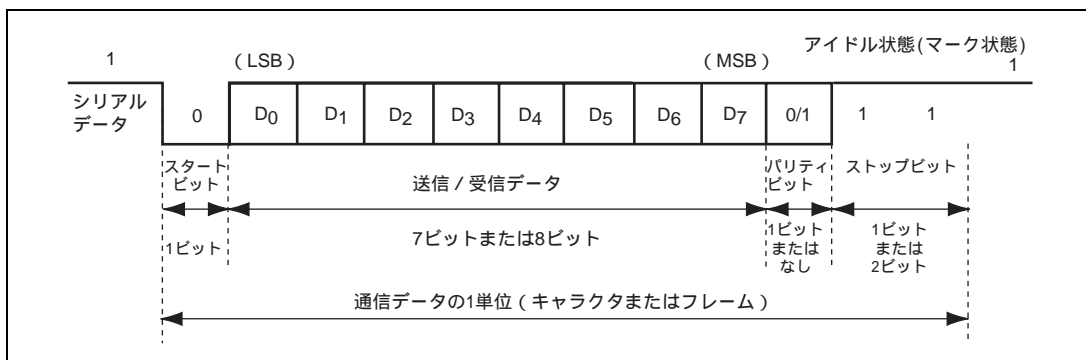 アイドル状態(マーク状態)
1 (LSB) (MSB) 1
シリアル
データ
0 D0 D1 D2 D3 D4 D5 D6 D7 0/1 1 1
スタート
ビット
送信 / 受信データ
パリティ
ビット
ストップビット
1ビット
7ビットまたは8ビット
1ビット
または
なし
1ビット
または
2ビット
通信データの1単位 ( キャラクタまたはフレーム )